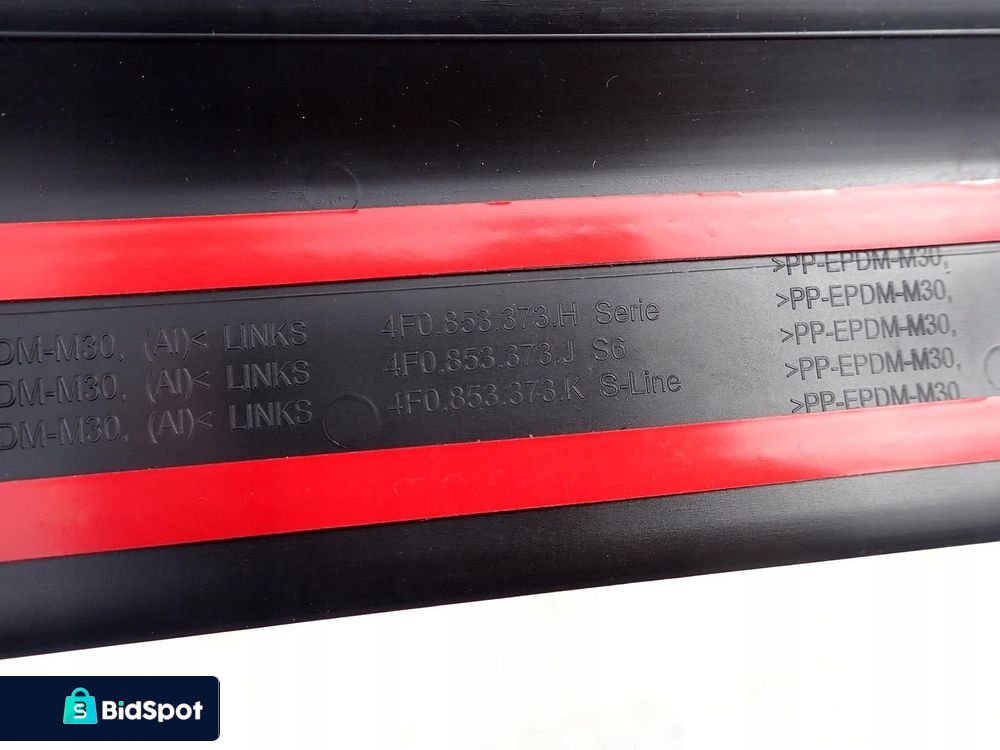 DM-M30, (AI)< LINKS 4F0.853.373.H Serie
DM-M30, (AI)< LINKS 4F0.853.373.J S6
DM-M30, (AI)< LINKS 4F0.853.373.K S-Line
>PP-EPDM-M30,
>PP-EPDM-M30,
>PP-EPDM-M30,
>PP-EPDM-M30,
>PP-EPDM-M30,
BidSpot